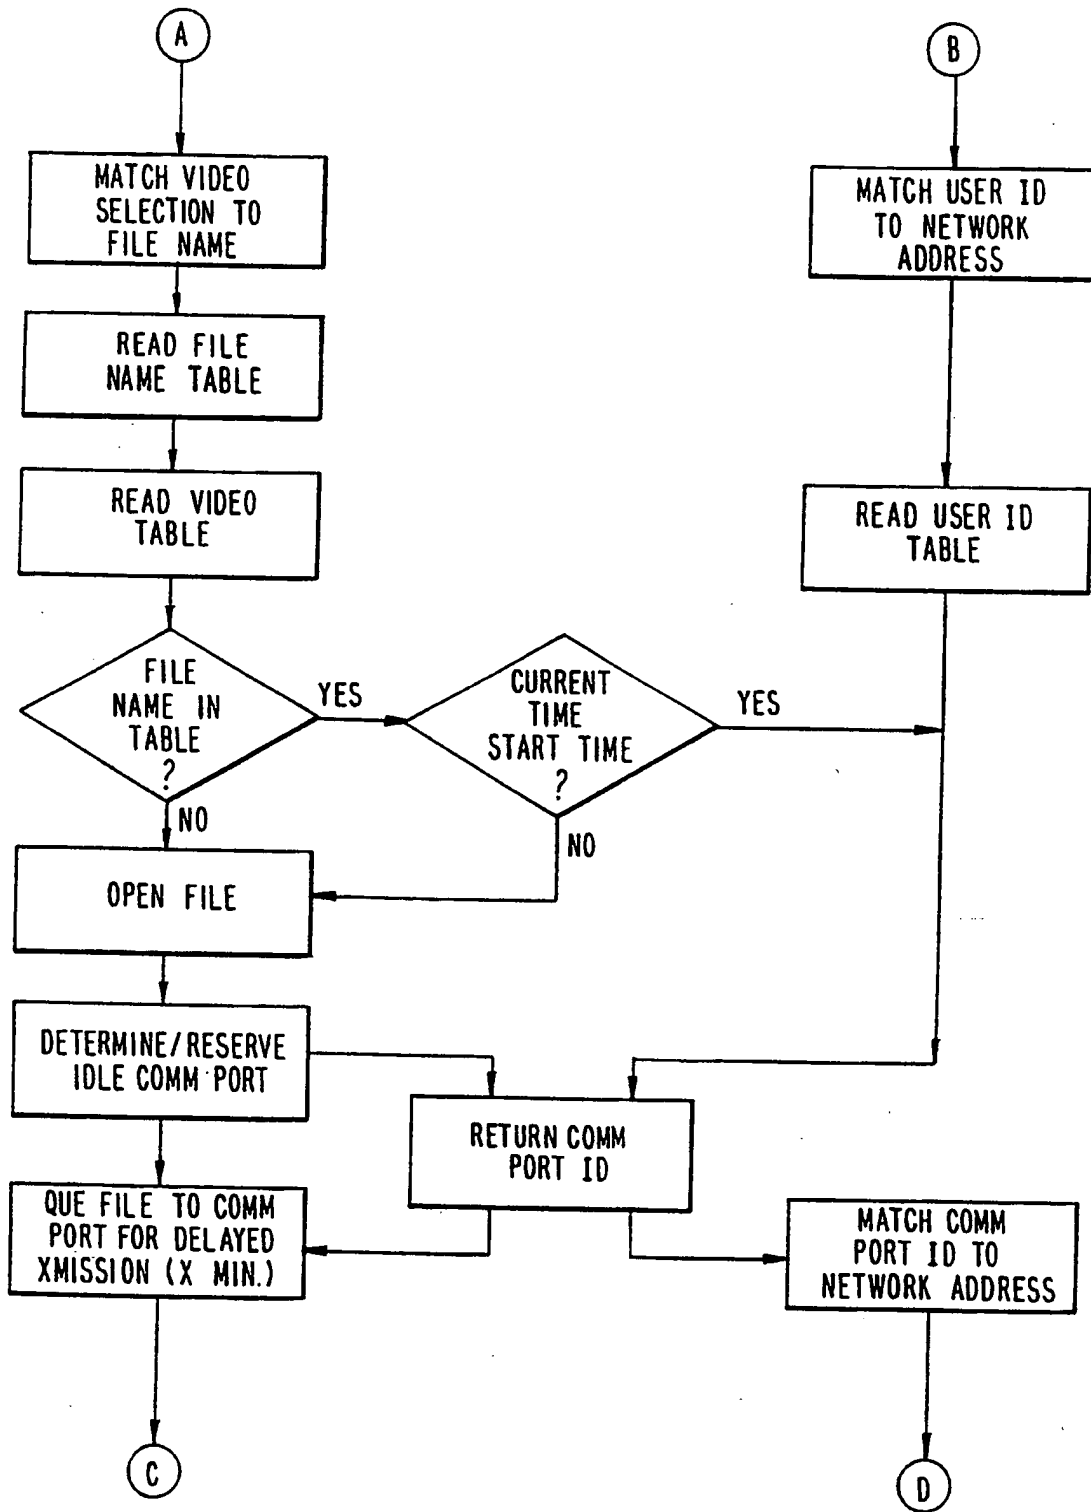 A
B
MATCH VIDEO
SELECTION TO
FILE NAME
MATCH USER ID
TO NETWORK
ADDRESS
READ FILE
NAME TABLE
READ VIDEO
TABLE
READ USER ID
TABLE
FILE
NAME IN
TABLE
?
YES
CURRENT
TIME
START TIME
?
YES
NO
NO
OPEN FILE
DETERMINE/RESERVE
IDLE COMM PORT
RETURN COMM
PORT ID
QUE FILE TO COMM
PORT FOR DELAYED
XMISSION (X MIN.)
MATCH COMM
PORT ID TO
NETWORK ADDRESS
C
D